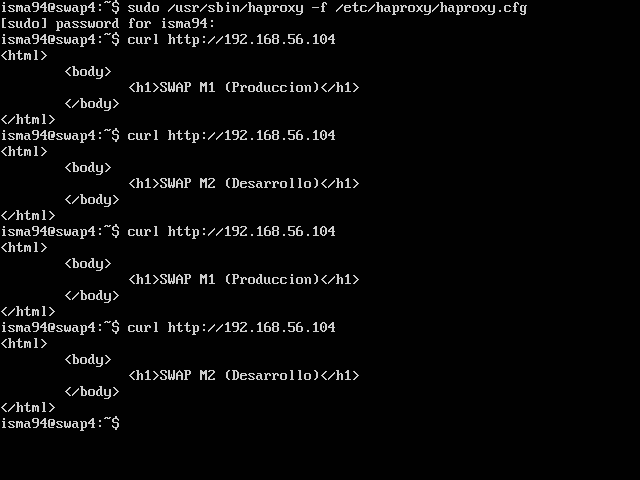 isma94@swap4:~$ sudo /usr/sbin/haproxy -f /etc/haproxy/haproxy.cfg
[sudo] password for isma94:
isma94@swap4:~$ curl http://192.168.56.104
<html>
        <body>
                <h1>SWAP M1 (Produccion)</h1>
        </body>
</html>
isma94@swap4:~$ curl http://192.168.56.104
<html>
        <body>
                <h1>SWAP M2 (Desarrollo)</h1>
        </body>
</html>
isma94@swap4:~$ curl http://192.168.56.104
<html>
        <body>
                <h1>SWAP M1 (Produccion)</h1>
        </body>
</html>
isma94@swap4:~$ curl http://192.168.56.104
<html>
        <body>
                <h1>SWAP M2 (Desarrollo)</h1>
        </body>
</html>
isma94@swap4:~$